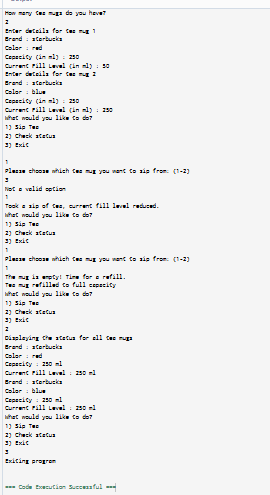 How many tea mugs do you have?
2
Enter details for tea mug 1
Brand : starbucks
Color : red
Capacity (in ml) : 250
Current Fill Level (in ml) : 50
Enter details for tea mug 2
Brand : starbucks
Color : blue
Capacity (in ml) : 250
Current Fill Level (in ml) : 250
What would you like to do?
1) Sip Tea
2) Check status
3) Exit
1
Please choose which tea mug you want to sip from: (1-2)
3
Not a valid option
1
Took a sip of tea, current fill level reduced.
What would you like to do?
1) Sip Tea
2) Check status
3) Exit
1
Please choose which tea mug you want to sip from: (1-2)
1
The mug is empty! Time for a refill.
Tea mug refilled to full capacity
What would you like to do?
1) Sip Tea
2) Check status
3) Exit
2
Displaying the status for all tea mugs
Brand : starbucks
Color : red
Capacity : 250 ml
Current Fill Level : 250 ml
Brand : starbucks
Color : blue
Capacity : 250 ml
Current Fill Level : 250 ml
What would you like to do?
1) Sip Tea
2) Check status
3) Exit
3
Exiting program
=== Code Execution Successful ===